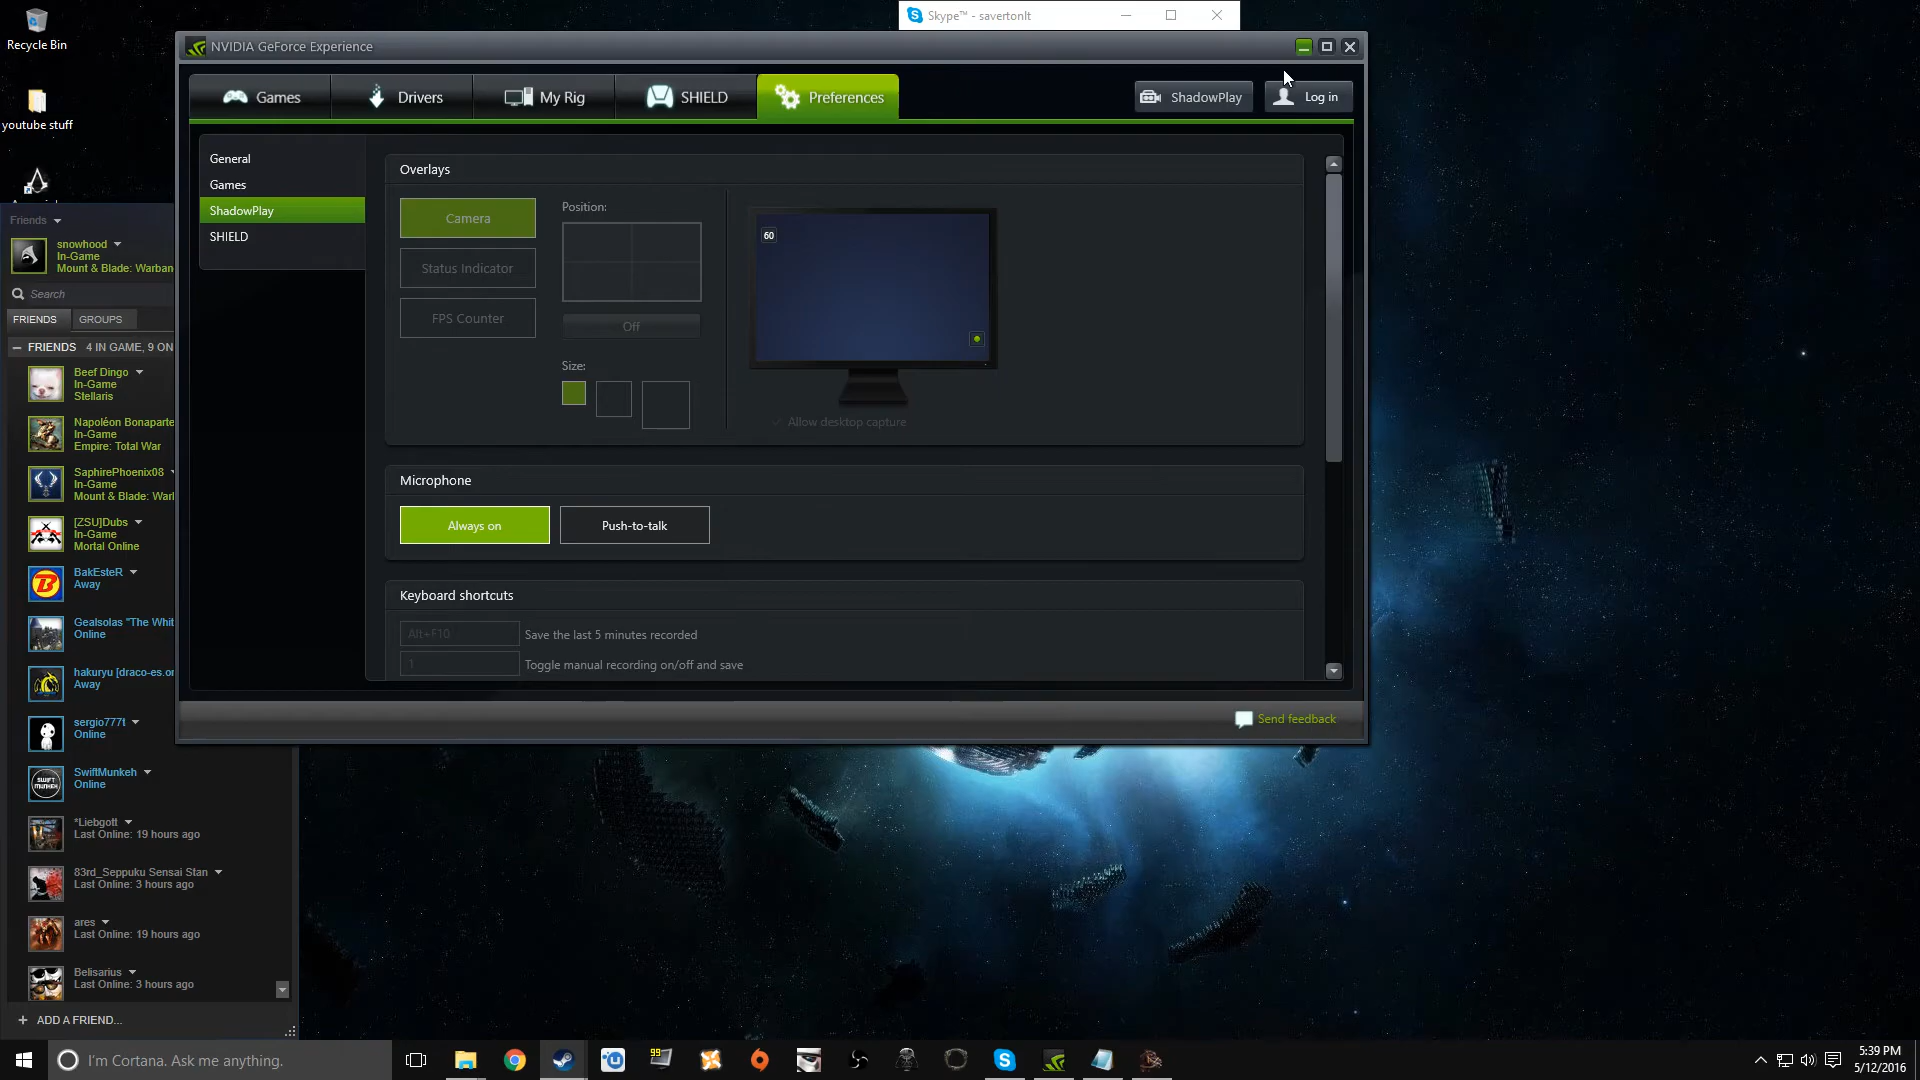 Recycle Bin
youtube stuff
Skype™ - savertonlt
NVIDIA GeForce Experience
Games
Drivers
My Rig
SHIELD
Preferences
ShadowPlay
Log in
General
Games
ShadowPlay
SHIELD
Overlays
Camera
Status Indicator
FPS Counter
Position:
Off
Size:
60
Allow desktop capture
Microphone
Always on
Push-to-talk
Keyboard shortcuts
Alt+F10
Save the last 5 minutes recorded
1
Toggle manual recording on/off and save
Send feedback
Friends
snowhood
In-Game
Mount & Blade: Warban
Search
FRIENDS
GROUPS
FRIENDS 4 IN GAME, 9 ON
Beef Dingo
In-Game
Stellaris
Napoléon Bonaparte
In-Game
Empire: Total War
SaphirePhoenix08
In-Game
Mount & Blade: Warl
[ZSU]Dubs
In-Game
Mortal Online
BakEsteR
Away
Gealsolas "The Whit
Online
hakuryu [draco-es.or
Away
sergio777t
Online
SWIFT MUNKEH
SwiftMunkeh
Online
*Liebgott
Last Online: 19 hours ago
83rd_Seppuku Sensai Stan
Last Online: 3 hours ago
ares
Last Online: 19 hours ago
Belisarius
Last Online: 3 hours ago
+ ADD A FRIEND...
I'm Cortana. Ask me anything.
99
5:39 PM
5/12/2016